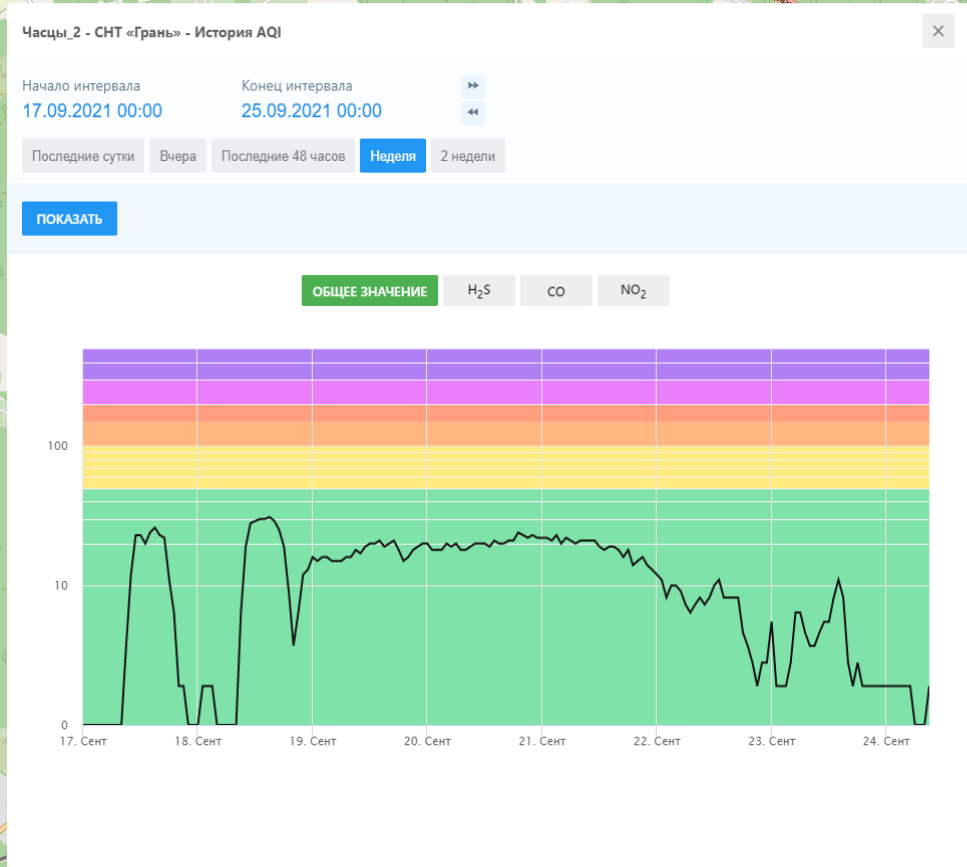 Часцы_2 - СНТ «Грань» - История AQI
×
Начало интервала
Конец интервала
17.09.2021 00:00
25.09.2021 00:00
Последние сутки
Вчера
Последние 48 часов
Неделя
2 недели
ПОКАЗАТЬ
ОБЩЕЕ ЗНАЧЕНИЕ
H₂S
CO
NO₂
100
10
0
17. Сент
18. Сент
19. Сент
20. Сент
21. Сент
22. Сент
23. Сент
24. Сент